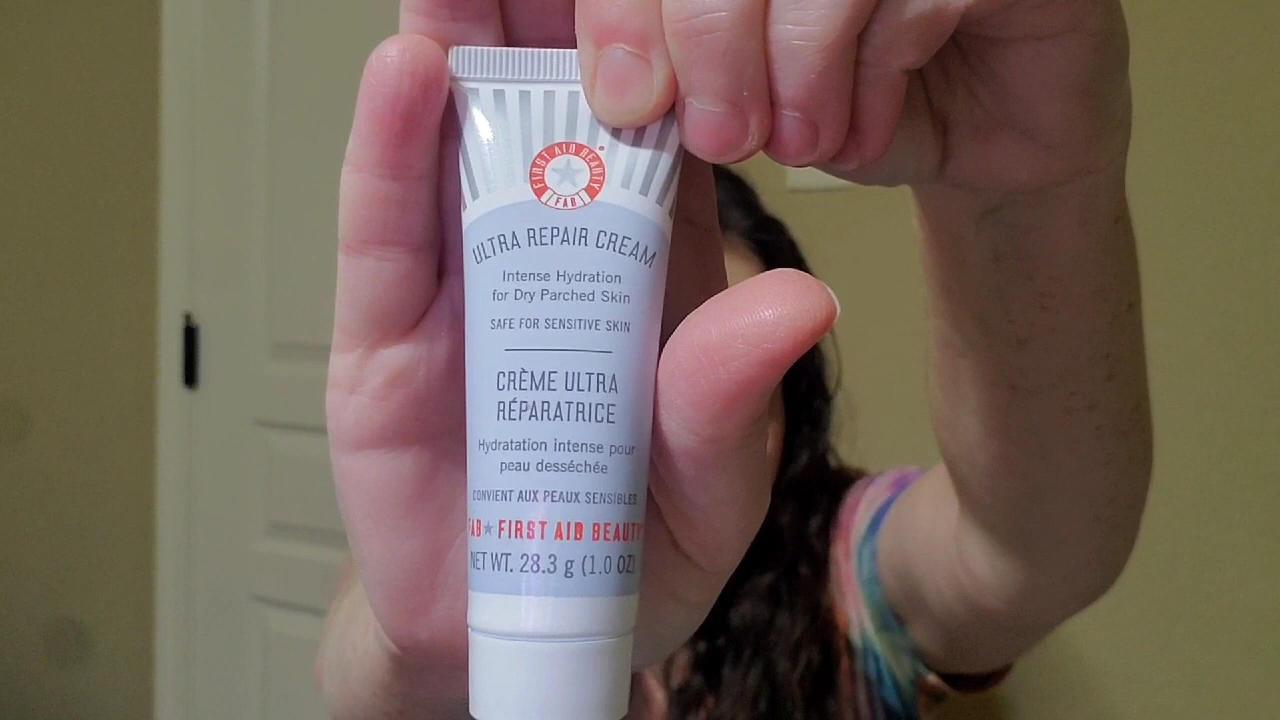 FIRST AID BEAUTY
FAB
ULTRA REPAIR CREAM
Intense Hydration
for Dry Parched Skin
SAFE FOR SENSITIVE SKIN
CRÈME ULTRA
RÉPARATRICE
Hydratation intense pour
peau desséchée
CONVIENT AUX PEAUX SENSIBLES
FAB★FIRST AID BEAUTY
NET WT. 28.3 g (1.0 OZ)